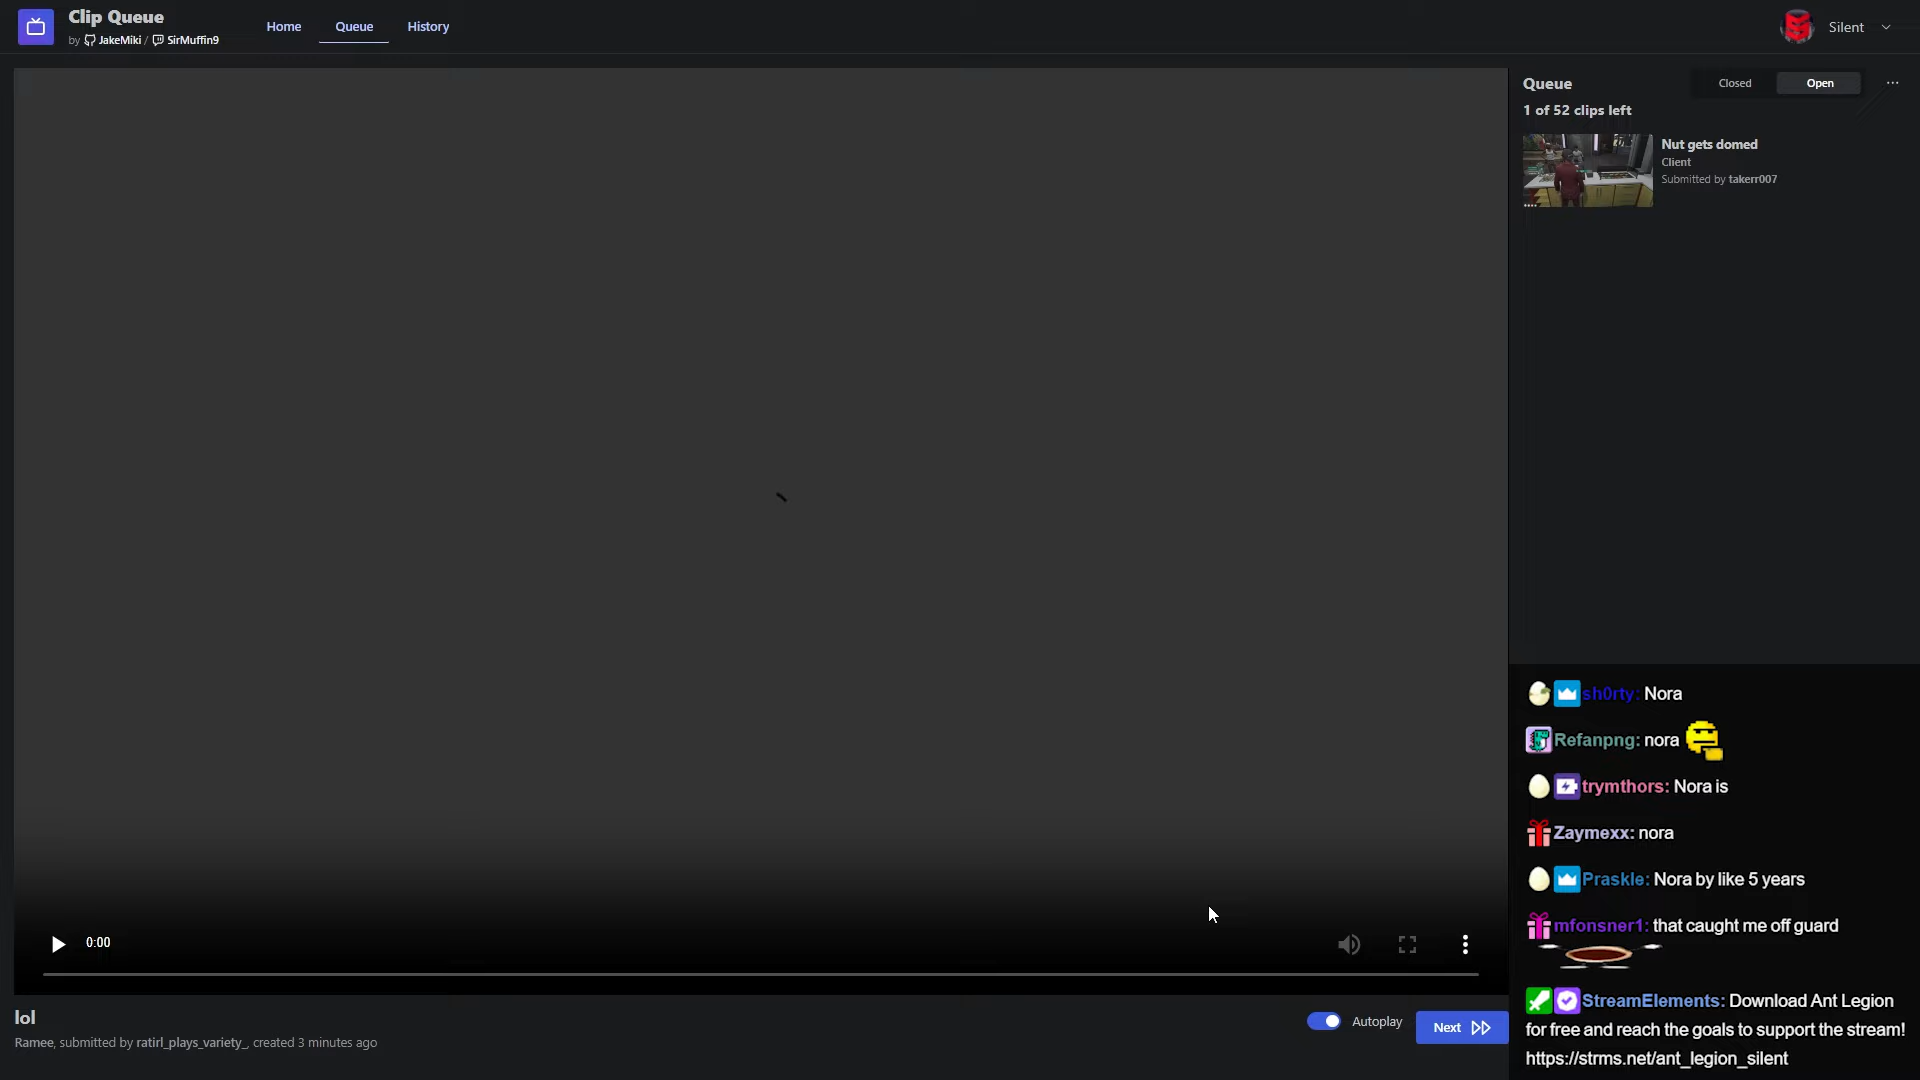 Clip Queue
by JakeMiki / SirMuffin9
Home
Queue
History
Silent
Queue
Closed
Open
1 of 52 clips left
Nut gets domed
Client
Submitted by takerr007
0:00
lol
Ramee, submitted by ratirl_plays_variety_, created 3 minutes ago
Autoplay
Next
sh0rty: Nora
Refanpng: nora
trymthors: Nora is
Zaymexx: nora
Praskle: Nora by like 5 years
mfonsner1: that caught me off guard
StreamElements: Download Ant Legion
for free and reach the goals to support the stream!
https://strms.net/ant_legion_silent